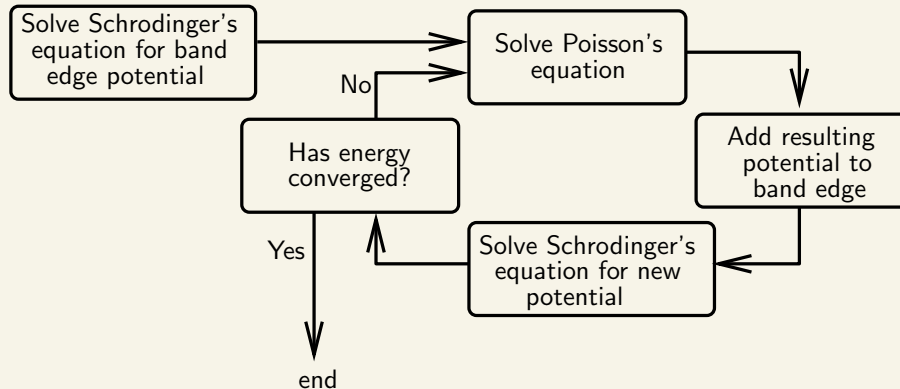 Solve Schrodinger's
equation for band
edge potential
Solve Poisson's
equation
No
Has energy
converged?
Add resulting
potential to
band edge
Yes
Solve Schrodinger's
equation for new
potential
end